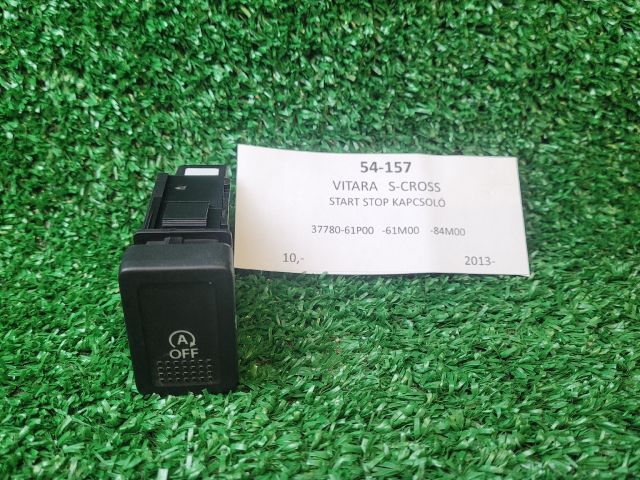 54-157
VITARA S-CROSS
START STOP KAPCSOLÓ
37780-61P00 -61M00 -84M00
10,- 2013-
A
OFF